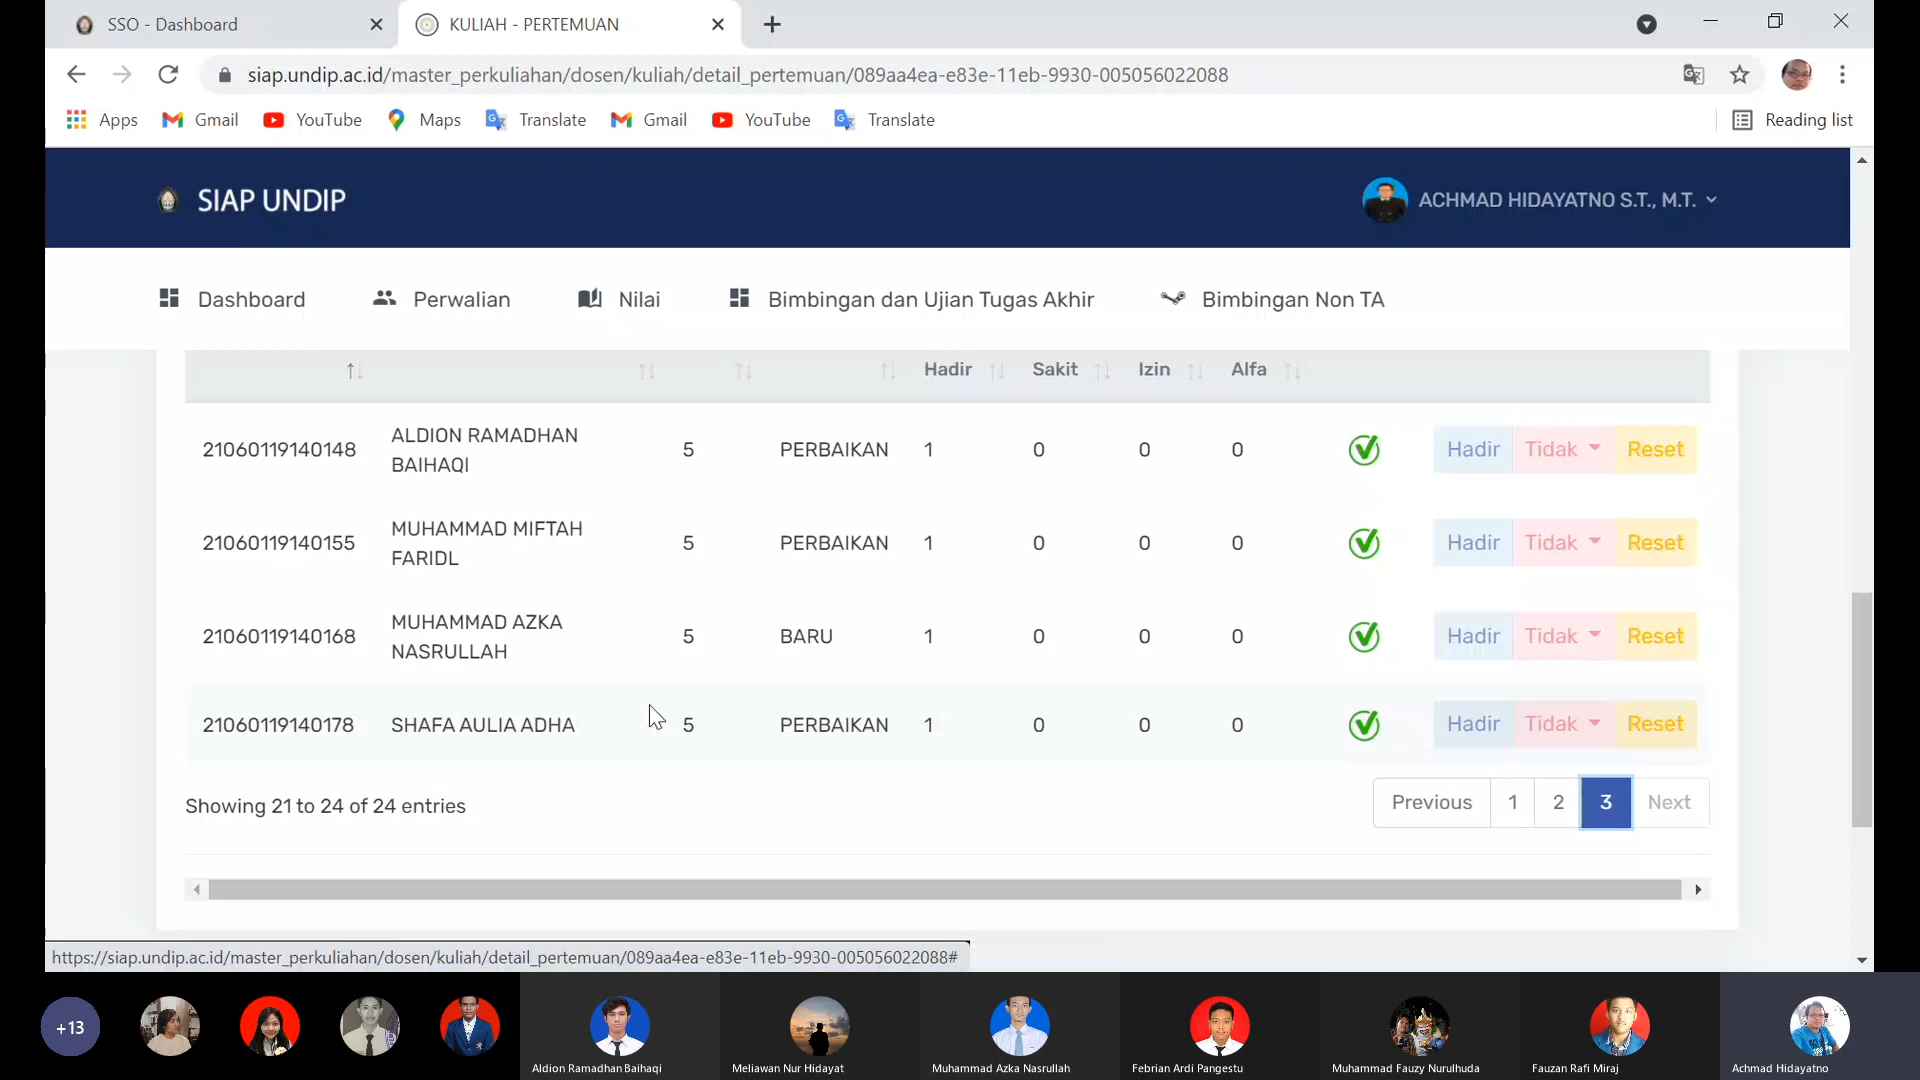 SSO - Dashboard
KULIAH - PERTEMUAN
siap.undip.ac.id/master_perkuliahan/dosen/kuliah/detail_pertemuan/089aa4ea-e83e-11eb-9930-005056022088
Apps Gmail YouTube Maps Translate Gmail YouTube Translate Reading list
SIAP UNDIP
ACHMAD HIDAYATNO S.T., M.T.
Dashboard Perwalian Nilai Bimbingan dan Ujian Tugas Akhir Bimbingan Non TA
Hadir Sakit Izin Alfa
21060119140148 ALDION RAMADHAN BAIHAQI 5 PERBAIKAN 1 0 0 0 Hadir Tidak Reset
21060119140155 MUHAMMAD MIFTAH FARIDL 5 PERBAIKAN 1 0 0 0 Hadir Tidak Reset
21060119140168 MUHAMMAD AZKA NASRULLAH 5 BARU 1 0 0 0 Hadir Tidak Reset
21060119140178 SHAFA AULIA ADHA 5 PERBAIKAN 1 0 0 0 Hadir Tidak Reset
Showing 21 to 24 of 24 entries
Previous 1 2 3 Next
https://siap.undip.ac.id/master_perkuliahan/dosen/kuliah/detail_pertemuan/089aa4ea-e83e-11eb-9930-005056022088#
+13
Aldion Ramadhan Baihaqi
Meliawan Nur Hidayat
Muhammad Azka Nasrullah
Febrian Ardi Pangestu
Muhammad Fauzy Nurulhuda
Fauzan Rafi Miraj
Achmad Hidayatno